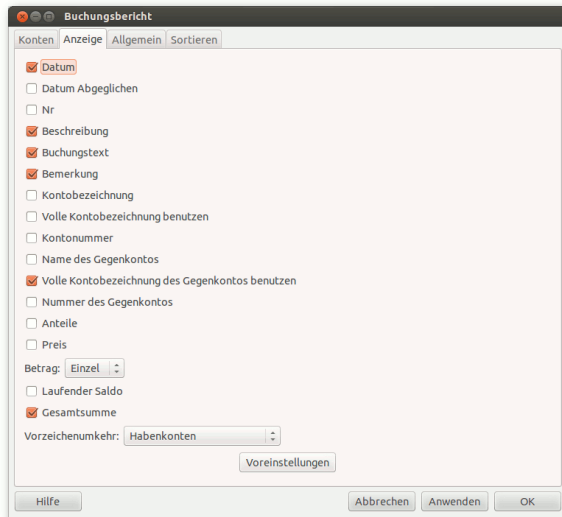 Buchungsbericht
Konten Anzeige Allgemein Sortieren
Datum
Datum Abgeglichen
Nr
Beschreibung
Buchungstext
Bemerkung
Kontobezeichnung
Volle Kontobezeichnung benutzen
Kontonummer
Name des Gegenkontos
Volle Kontobezeichnung des Gegenkontos benutzen
Nummer des Gegenkontos
Anteile
Preis
Betrag: Einzel
Laufender Saldo
Gesamtsumme
Vorzeichenumkehr: Habenkonten
Voreinstellungen
Hilfe Abbrechen Anwenden OK